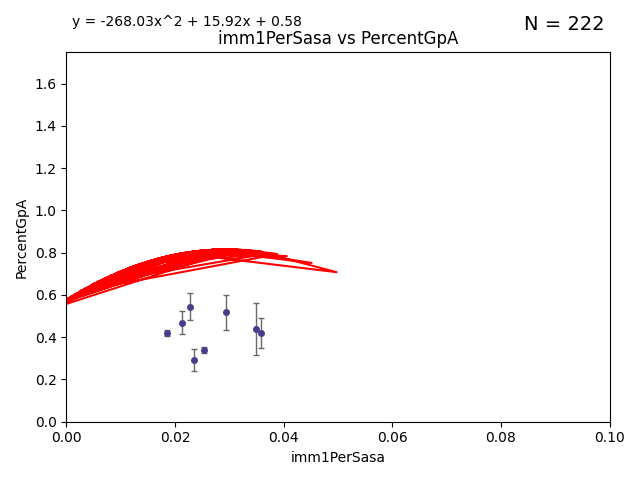 y = -268.03x^2 + 15.92x + 0.58
N = 222
imm1PerSasa vs PercentGpA
1.6
1.4
1.2
1.0
0.8
0.6
0.4
0.2
0.0
PercentGpA
0.00 0.02 0.04 0.06 0.08 0.10
imm1PerSasa